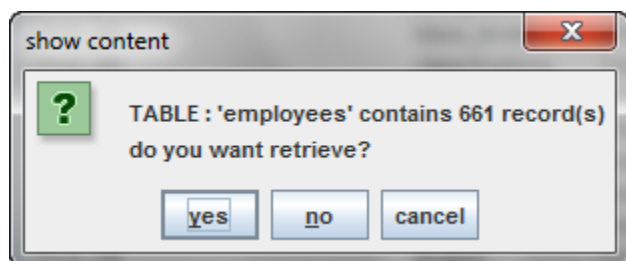 show content
TABLE : 'employees' contains 661 record(s)
do you want retrieve?
yes
no
cancel